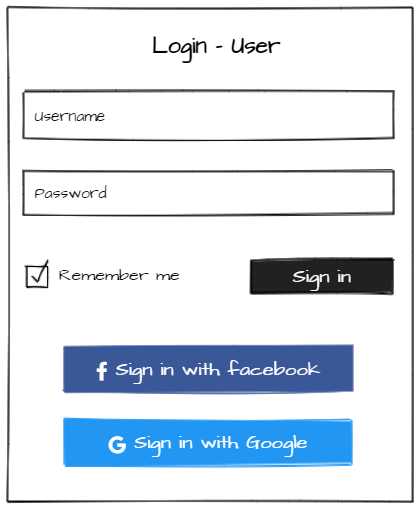 Login - User
Username
Password
Remember me
Sign in
f Sign in with facebook
G Sign in with Google